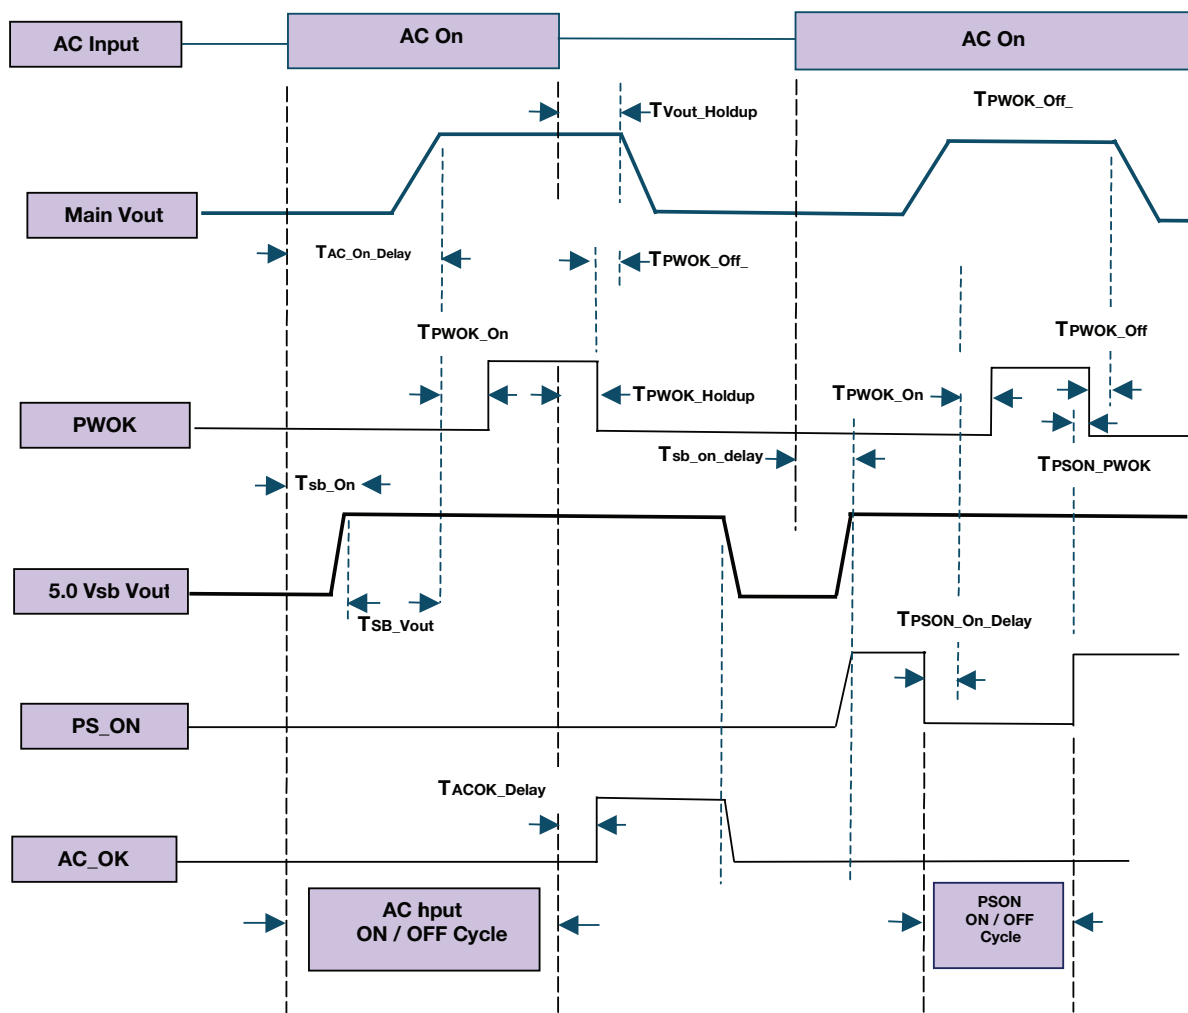 AC Input
AC On
AC On
TVout_Holdup
TPWOK_Off_
Main Vout
TAC_On_Delay
TPWOK_Off_
TPWOK_On
TPWOK_Off
TPWOK_Holdup
TPWOK_On
PWOK
Tsb_on_delay
TPSON_PWOK
Tsb_On
5.0 Vsb Vout
TSB_Vout
TPSON_On_Delay
PS_ON
TACOK_Delay
AC_OK
AC hput
ON / OFF Cycle
PSON
ON / OFF
Cycle